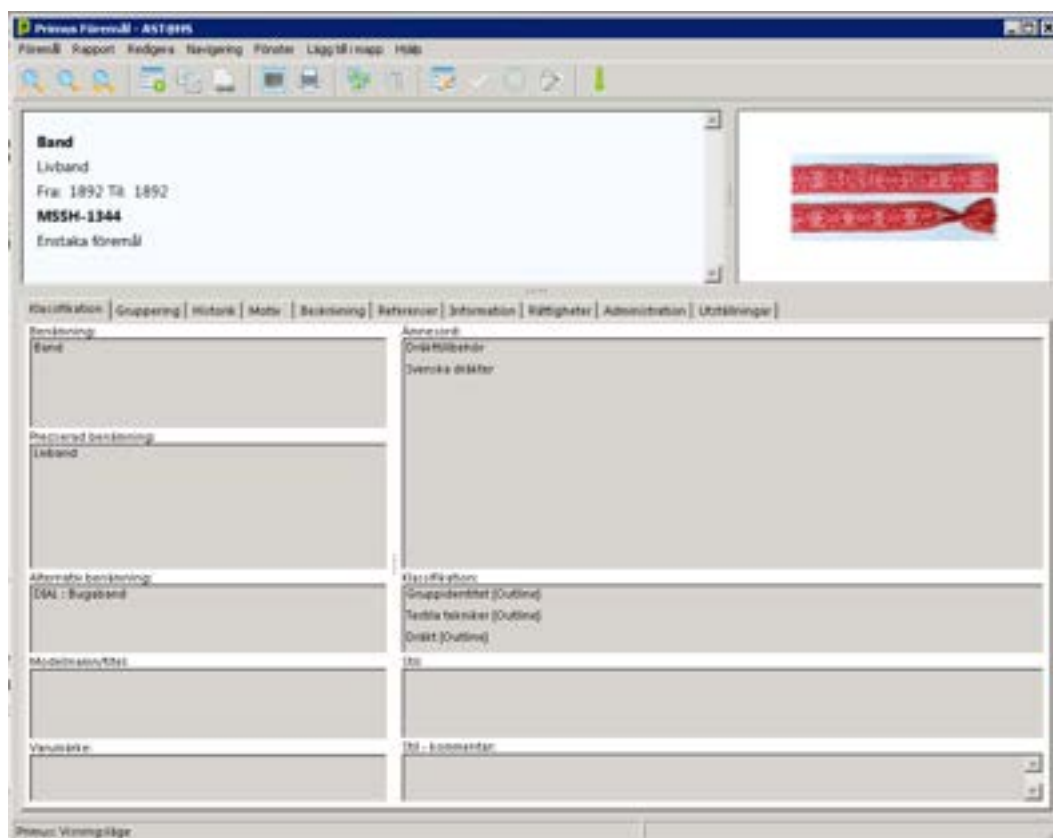 Primus Föremål - AST@HS
Föremål Rapport Redigera Navigering Fönster Lägg till i mapp Hjälp
Band
Livband
Fra: 1892 Til: 1892
MSSH-1344
Enstaka föremål
Klassifikation Gruppering Historik Motiv Beskrivning Referenser Information Rättigheter Administration Utställningar
Benämning:
Band
Ämnesord:
Dräkttillbehör
Svenska dräkter
Preciserad benämning:
Livband
Alternativ benämning:
DIAL : Bugaband
Klassifikation:
Gruppidentitet [Outline]
Textila tekniker [Outline]
Dräkt [Outline]
Modellnamn/titel:
Stil:
Varumärke:
Stil - kommentar:
Primus: Visningsläge